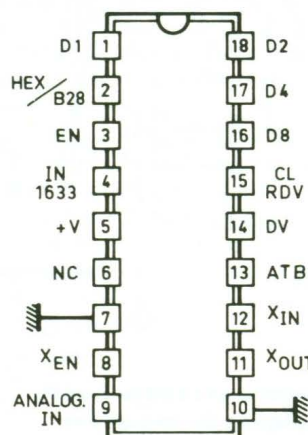 D1 1 18 D2
HEX/B28 2 17 D4
EN 3 16 D8
IN 1633 4 15 CL RDV
+V 5 14 DV
NC 6 13 ATB
7 12 XIN
XEN 8 11 XOUT
ANALOG. IN 9 10